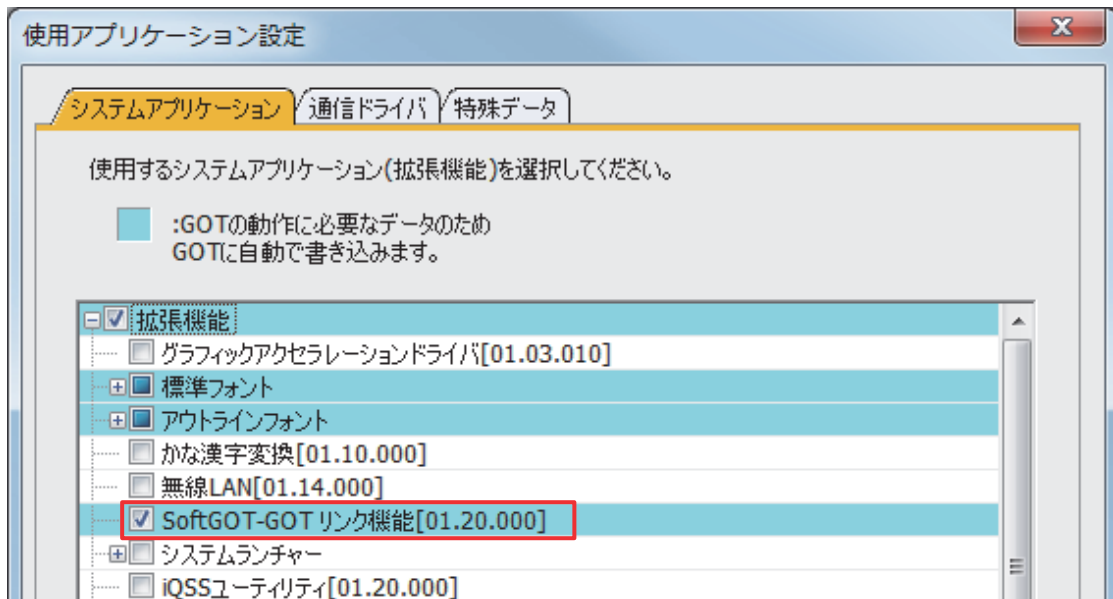 使用アプリケーション設定
システムアプリケーション 通信ドライバ 特殊データ
使用するシステムアプリケーション(拡張機能)を選択してください。
:GOTの動作に必要なデータのため
GOTに自動で書き込みます。
拡張機能
グラフィックアクセラレーションドライバ[01.03.010]
標準フォント
アウトラインフォント
かな漢字変換[01.10.000]
無線LAN[01.14.000]
SoftGOT-GOTリンク機能[01.20.000]
システムランチャー
iQSSユーティリティ[01.20.000]